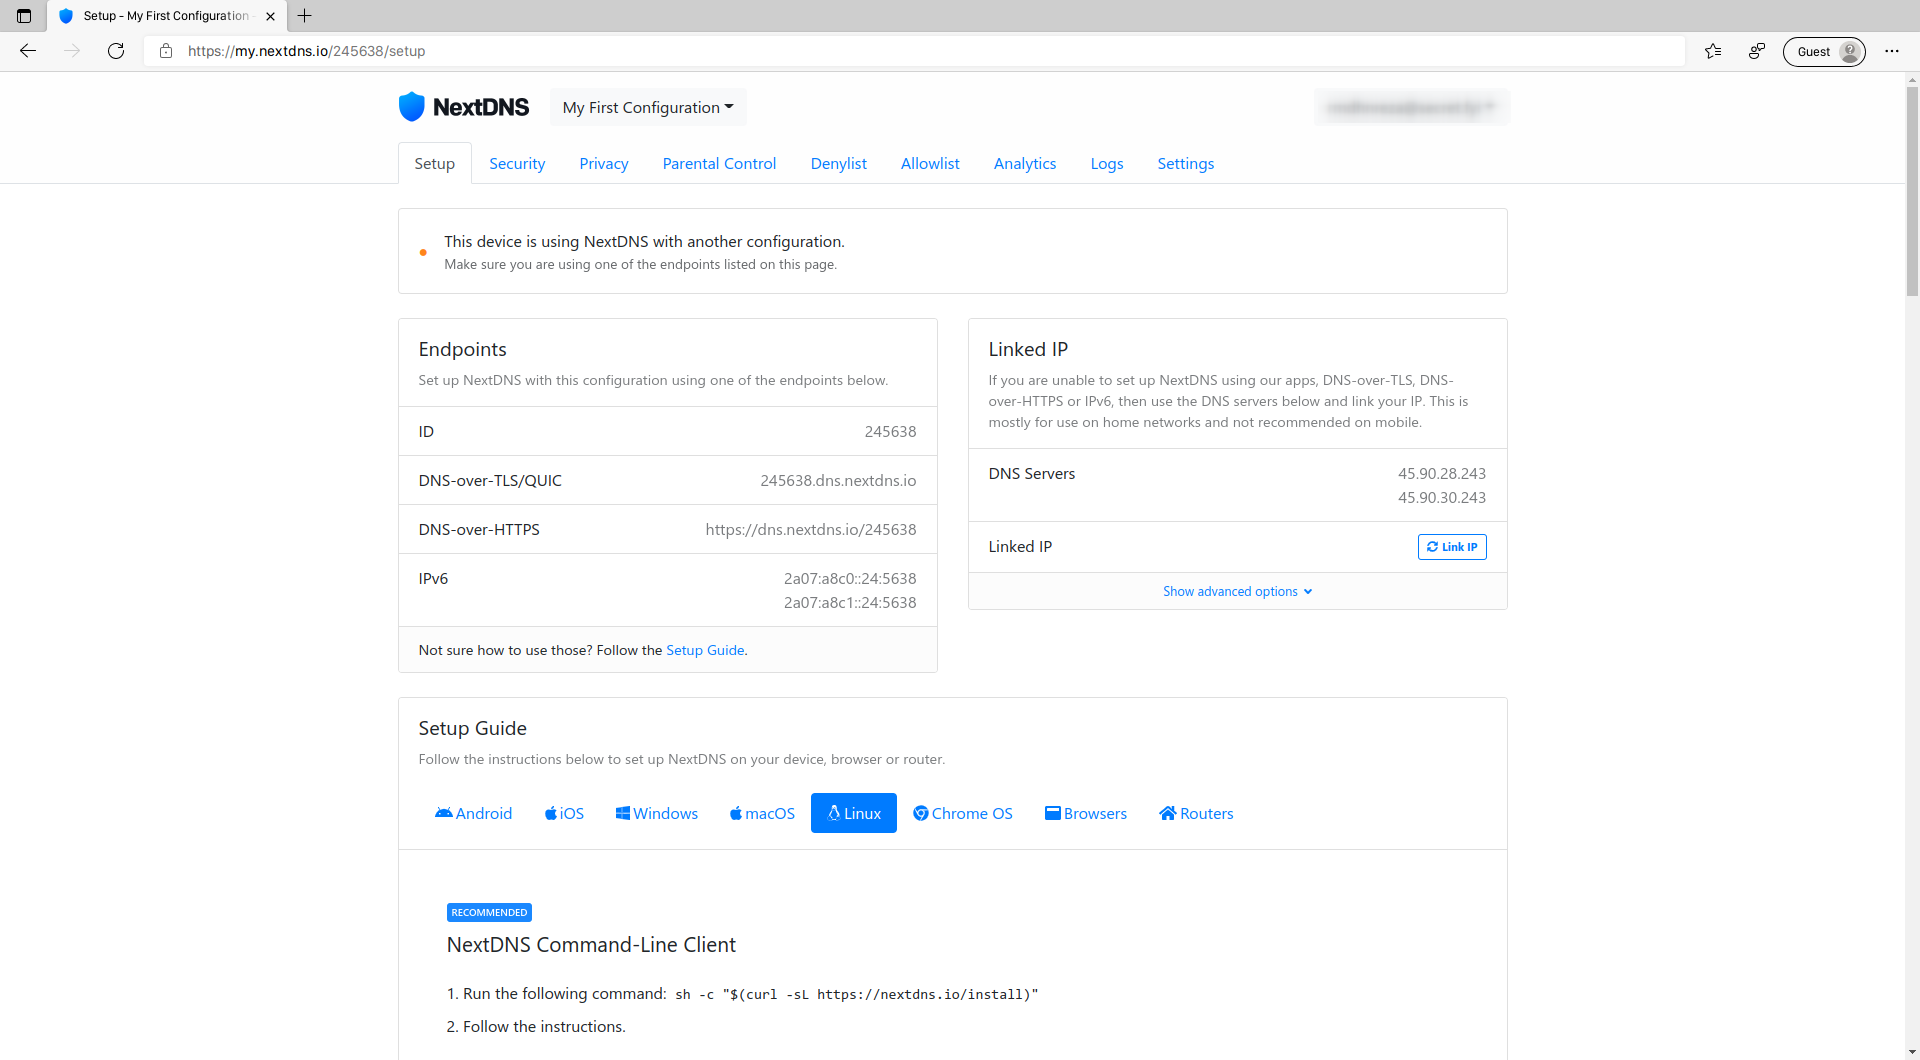 Setup - My First Configuration -
https://my.nextdns.io/245638/setup
Guest
NextDNS
My First Configuration
Setup
Security
Privacy
Parental Control
Denylist
Allowlist
Analytics
Logs
Settings
This device is using NextDNS with another configuration.
Make sure you are using one of the endpoints listed on this page.
Endpoints
Set up NextDNS with this configuration using one of the endpoints below.
ID 245638
DNS-over-TLS/QUIC 245638.dns.nextdns.io
DNS-over-HTTPS https://dns.nextdns.io/245638
IPv6 2a07:a8c0::24:5638
2a07:a8c1::24:5638
Not sure how to use those? Follow the Setup Guide.
Linked IP
If you are unable to set up NextDNS using our apps, DNS-over-TLS, DNS-
over-HTTPS or IPv6, then use the DNS servers below and link your IP. This is
mostly for use on home networks and not recommended on mobile.
DNS Servers 45.90.28.243
45.90.30.243
Linked IP Link IP
Show advanced options
Setup Guide
Follow the instructions below to set up NextDNS on your device, browser or router.
Android
iOS
Windows
macOS
Linux
Chrome OS
Browsers
Routers
RECOMMENDED
NextDNS Command-Line Client
1. Run the following command: sh -c "$(curl -sL https://nextdns.io/install)"
2. Follow the instructions.